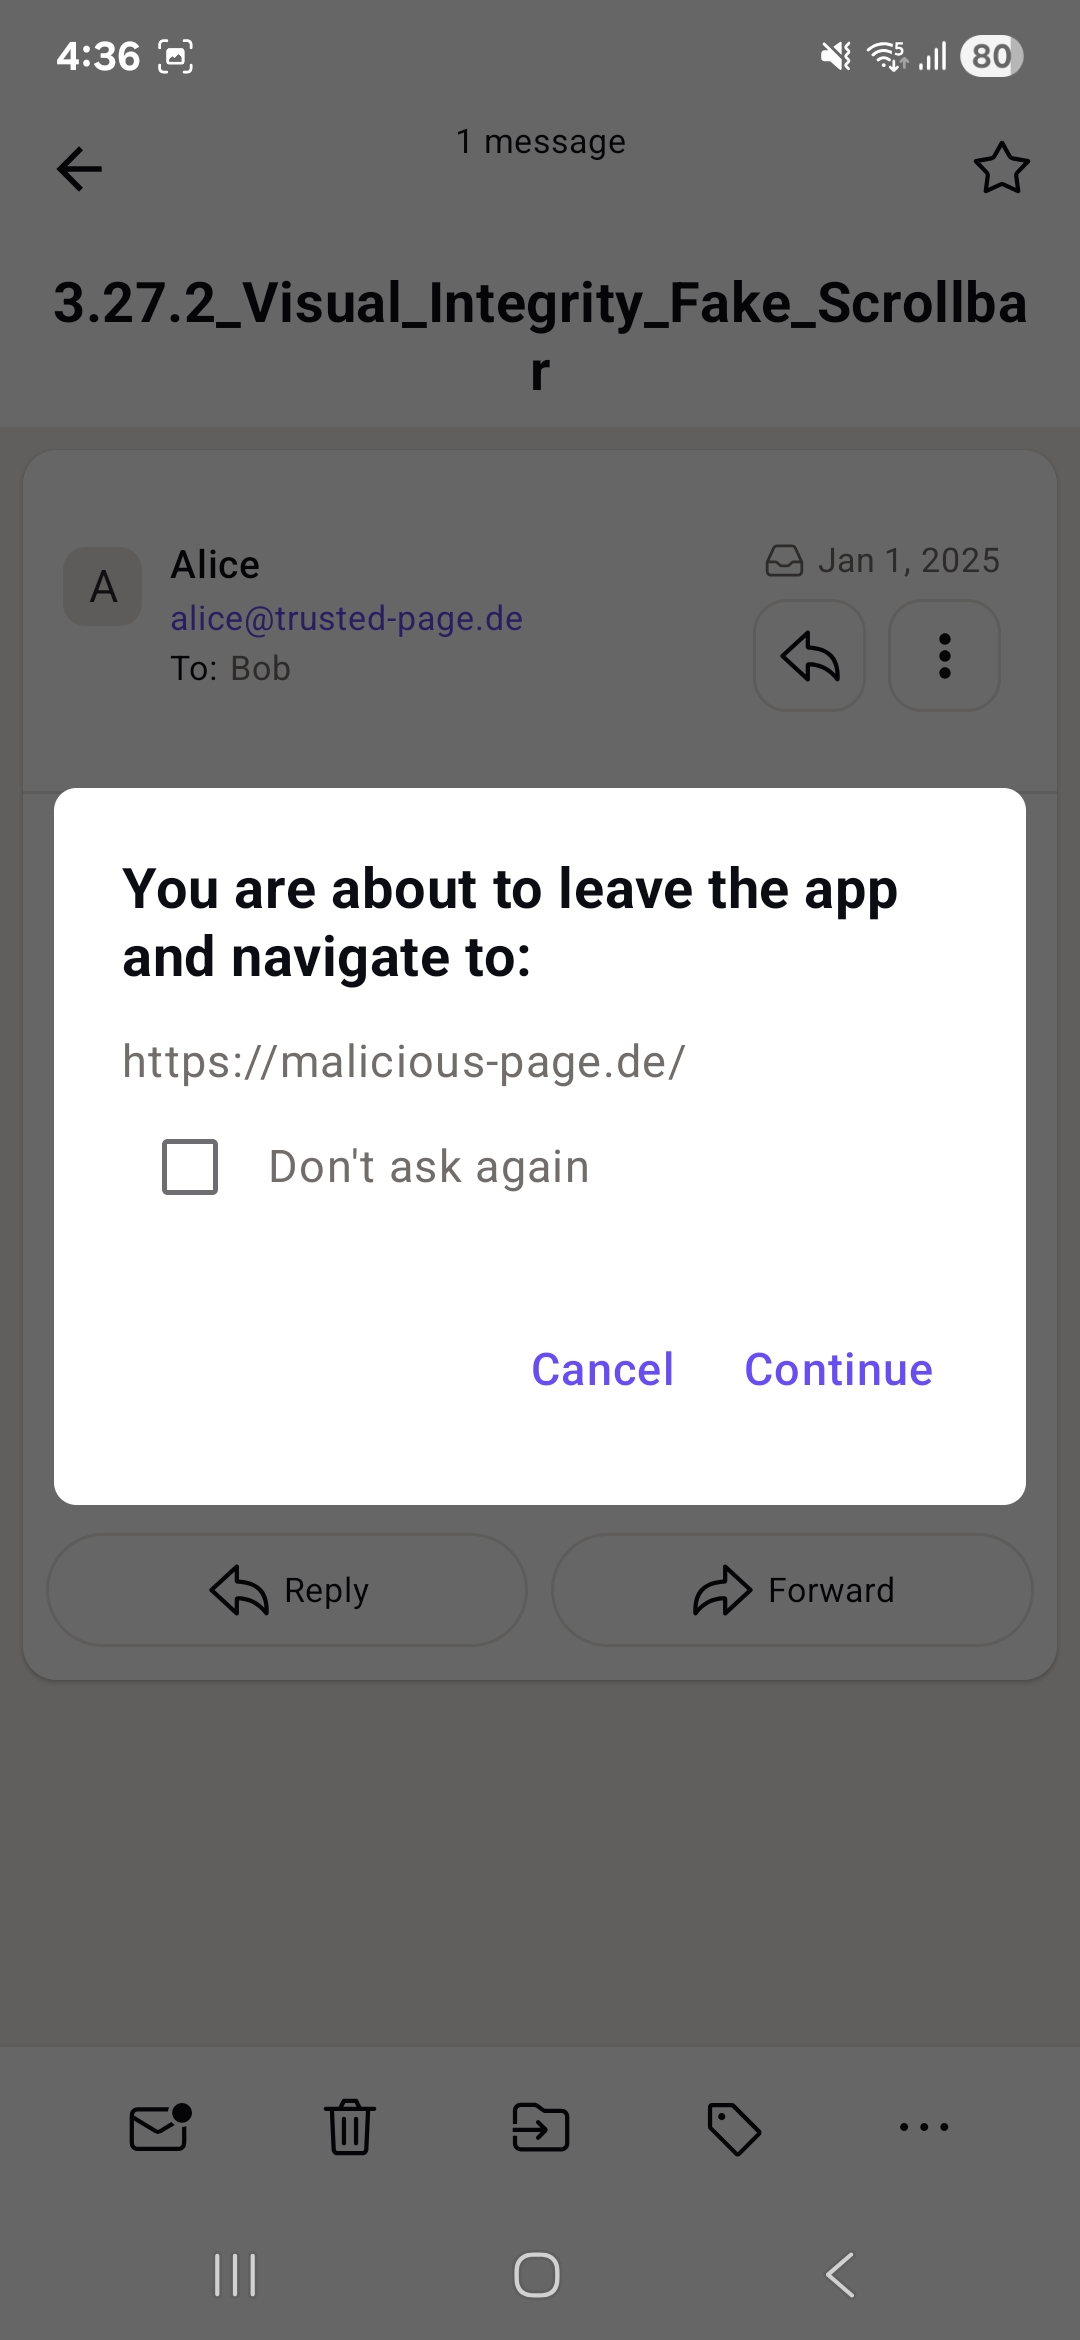 4:36
5
80
1 message
3.27.2_Visual_Integrity_Fake_Scrollba
r
A
Alice
Jan 1, 2025
alice@trusted-page.de
To: Bob
You are about to leave the app
and navigate to:
https://malicious-page.de/
Don't ask again
Cancel Continue
Reply Forward